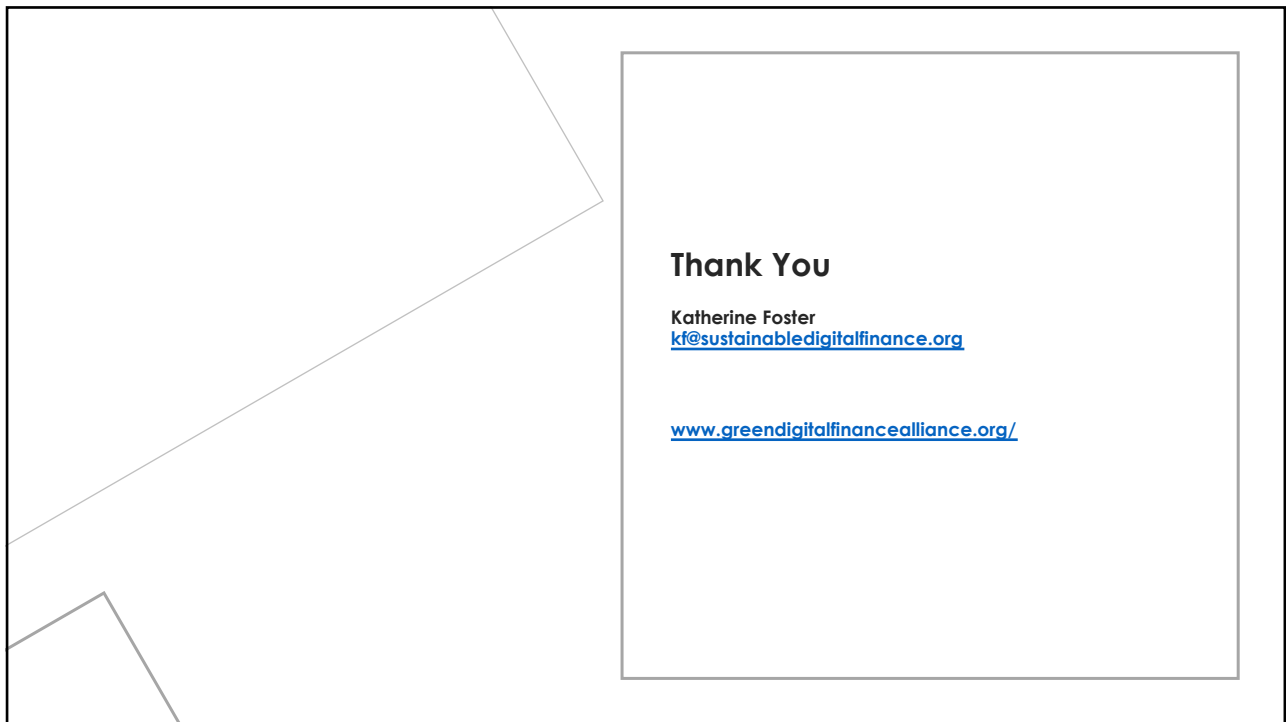 Thank You
Katherine Foster
kf@sustainabledigitalfinance.org
www.greendigitalfinancealliance.org/